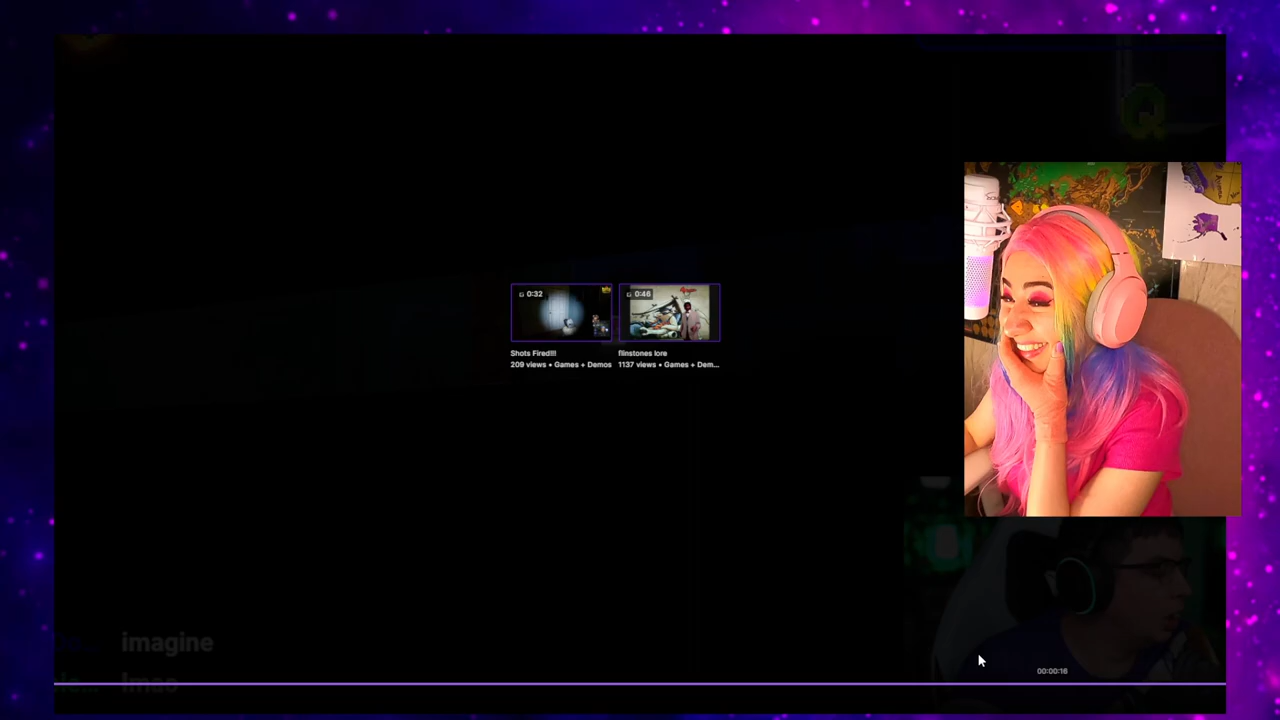 0:32
0:46
Shots Fired!!!
209 views • Games + Demos
flinstones lore
1137 views • Games + Dem...
imagine
lmao
00:00:16